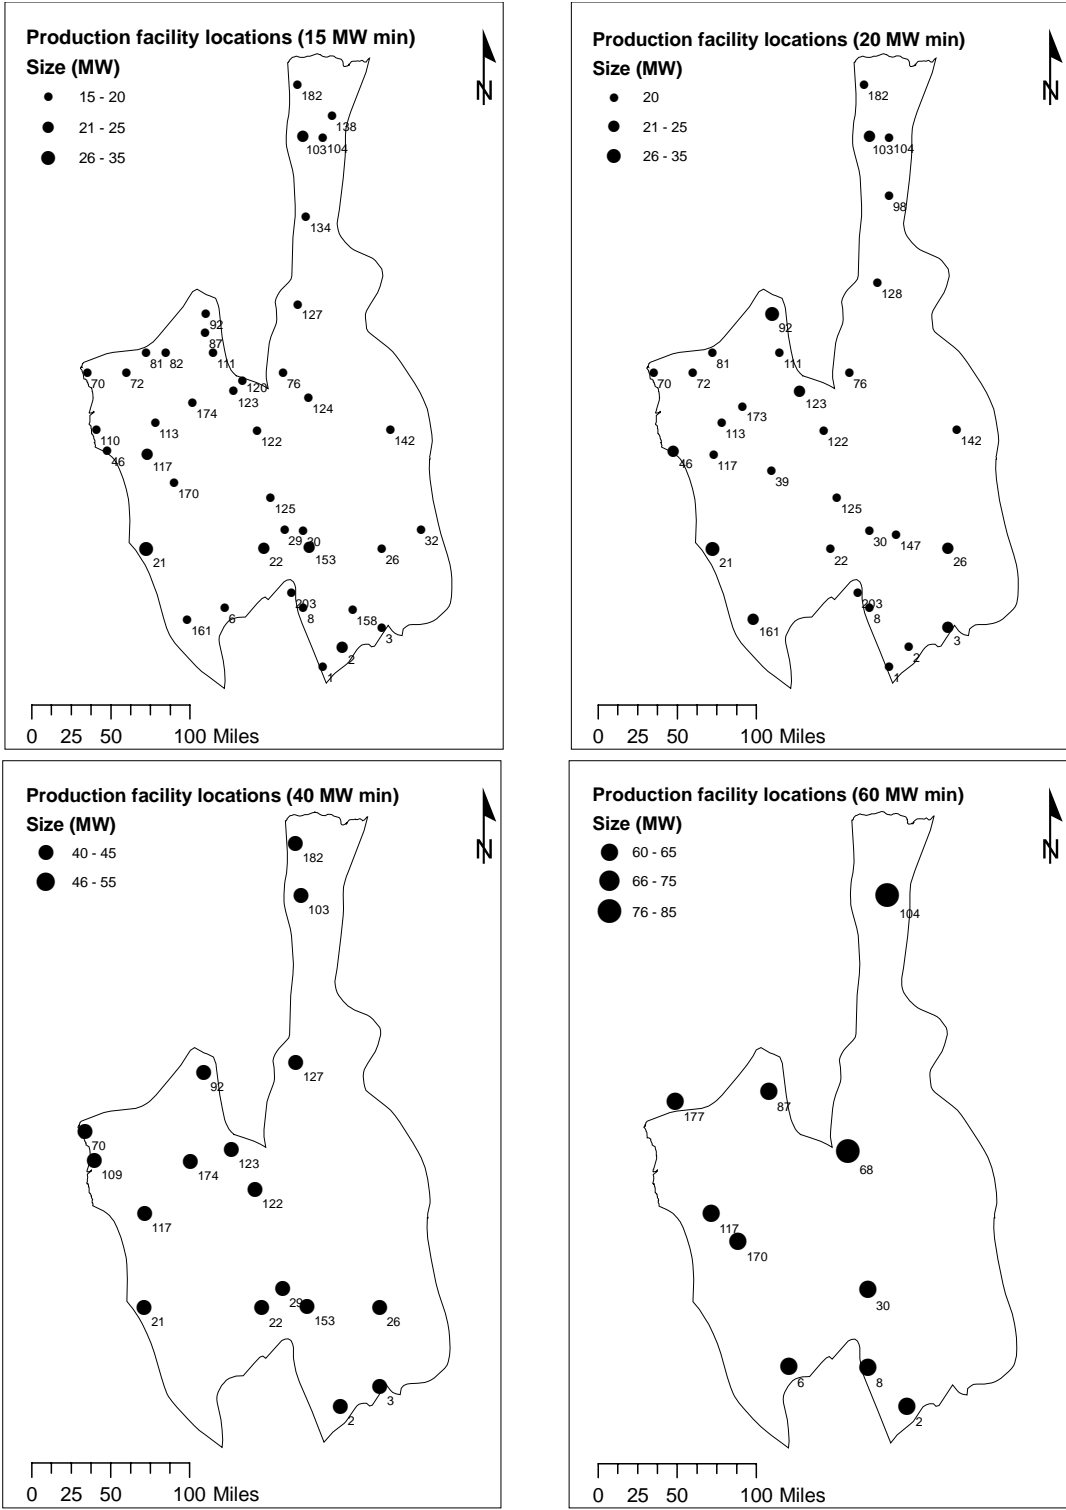 Production facility locations (15 MW min)
Size (MW)
15 - 20
21 - 25
26 - 35
N
182
138
103 104
134
127
92
87
81 82 111
70 72 120 76
123 124
174
110 113 122 142
46 117
170
125
29 30 32
21 22 153 26
203
6 8 158
161 3
2
1
0 25 50 100 Miles
Production facility locations (20 MW min)
Size (MW)
20
21 - 25
26 - 35
N
182
103 104
98
128
92
81 111
70 72 76
123
173
113 122 142
46 117
39
125
30 147
21 22 26
203
8
161 3
2
1
0 25 50 100 Miles
Production facility locations (40 MW min)
Size (MW)
40 - 45
46 - 55
N
182
103
127
92
70
123
109 174
122
117
29
21 22 153 26
3
2
0 25 50 100 Miles
Production facility locations (60 MW min)
Size (MW)
60 - 65
66 - 75
76 - 85
N
104
87
177
68
117
170
30
6 8
2
0 25 50 100 Miles